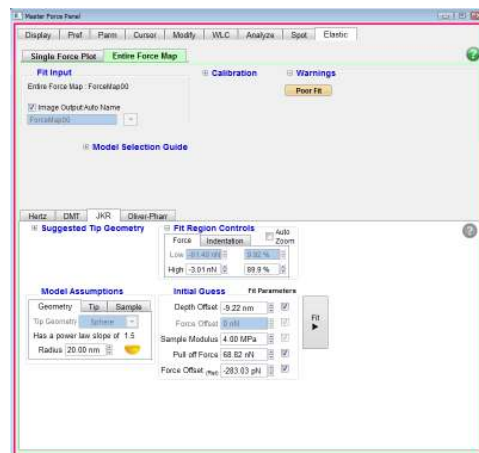 Master Force Panel
Display Pref Parm Cursor Modify WLC Analyze Spot Elastic
Single Force Plot Entire Force Map
Fit Input Calibration Warnings
Entire Force Map : ForceMap00 Poor Fit
Image Output Auto Name
ForceMap00
Model Selection Guide
Hertz DMT JKR Oliver-Pharr
Suggested Tip Geometry Fit Region Controls Auto Zoom
Force Indentation
Low -81.40 nN
High -3.01 nN 89.9 %
Model Assumptions Initial Guess Fit Parameters
Geometry Tip Sample Depth Offset -9.22 nm
Tip Geometry Sphere Force Offset 0 nN Fit
Has a power law slope of 1.5 Sample Modulus 4.00 MPa
Radius 20.00 nm Pull off Force 68.82 nN
Force Offset (Ret) -283.03 pN